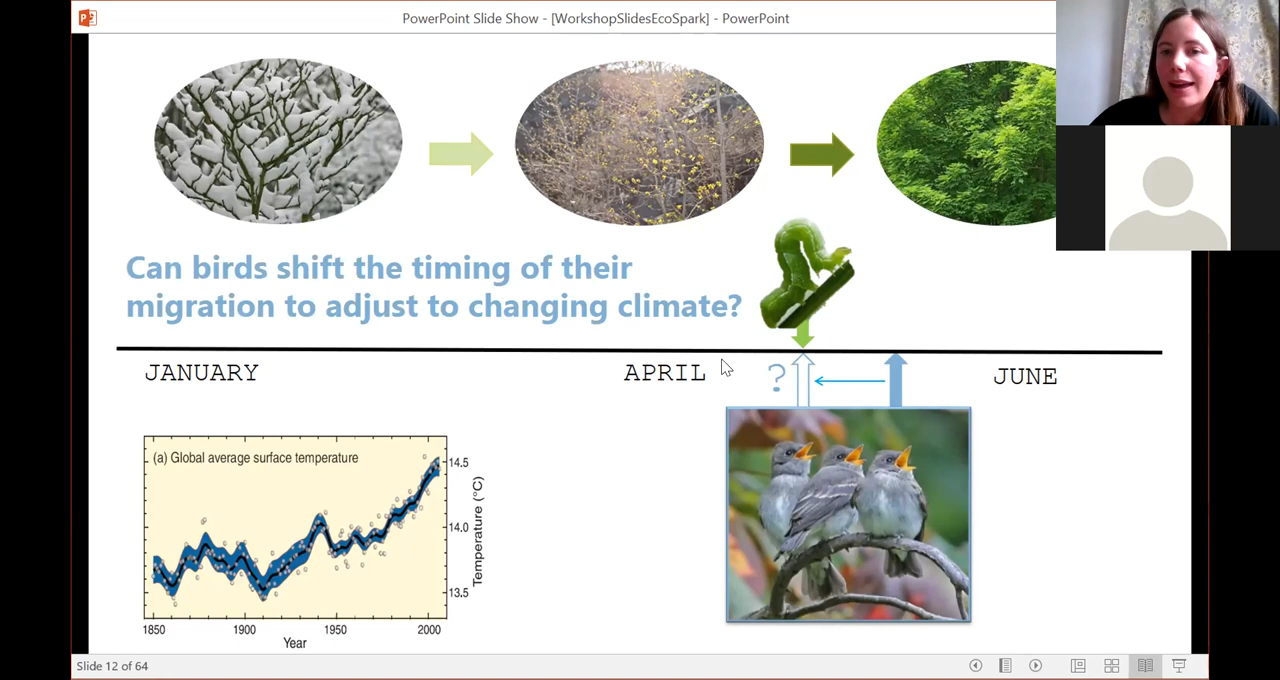 PowerPoint Slide Show - [WorkshopSlidesEcoSpark] - PowerPoint
Can birds shift the timing of their
migration to adjust to changing climate?
JANUARY
APRIL
?
JUNE
(a) Global average surface temperature
14.5
14.0
13.5
Temperature (°C)
1850
1900
1950
2000
Year
Slide 12 of 64